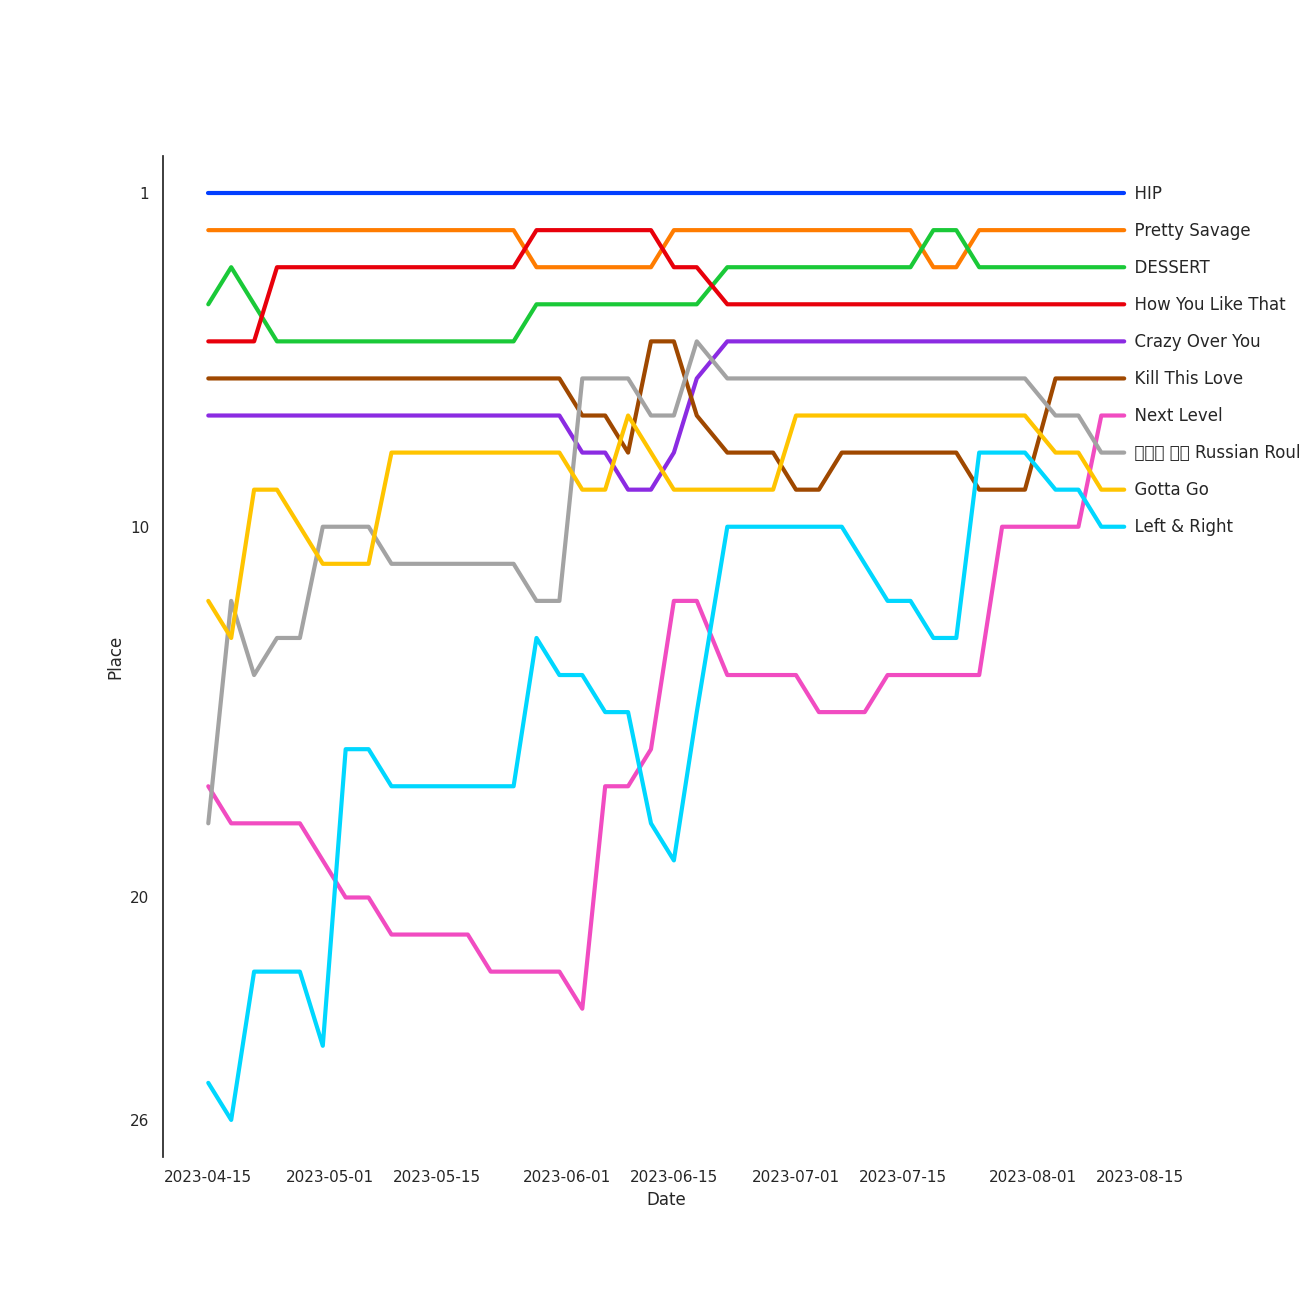 1
HIP
Pretty Savage
DESSERT
How You Like That
Crazy Over You
Kill This Love
Next Level
Russian Roul
Gotta Go
10
Left & Right
Place
20
26
2023-04-15 2023-05-01 2023-05-15 2023-06-01 2023-06-15 2023-07-01 2023-07-15 2023-08-01 2023-08-15
Date